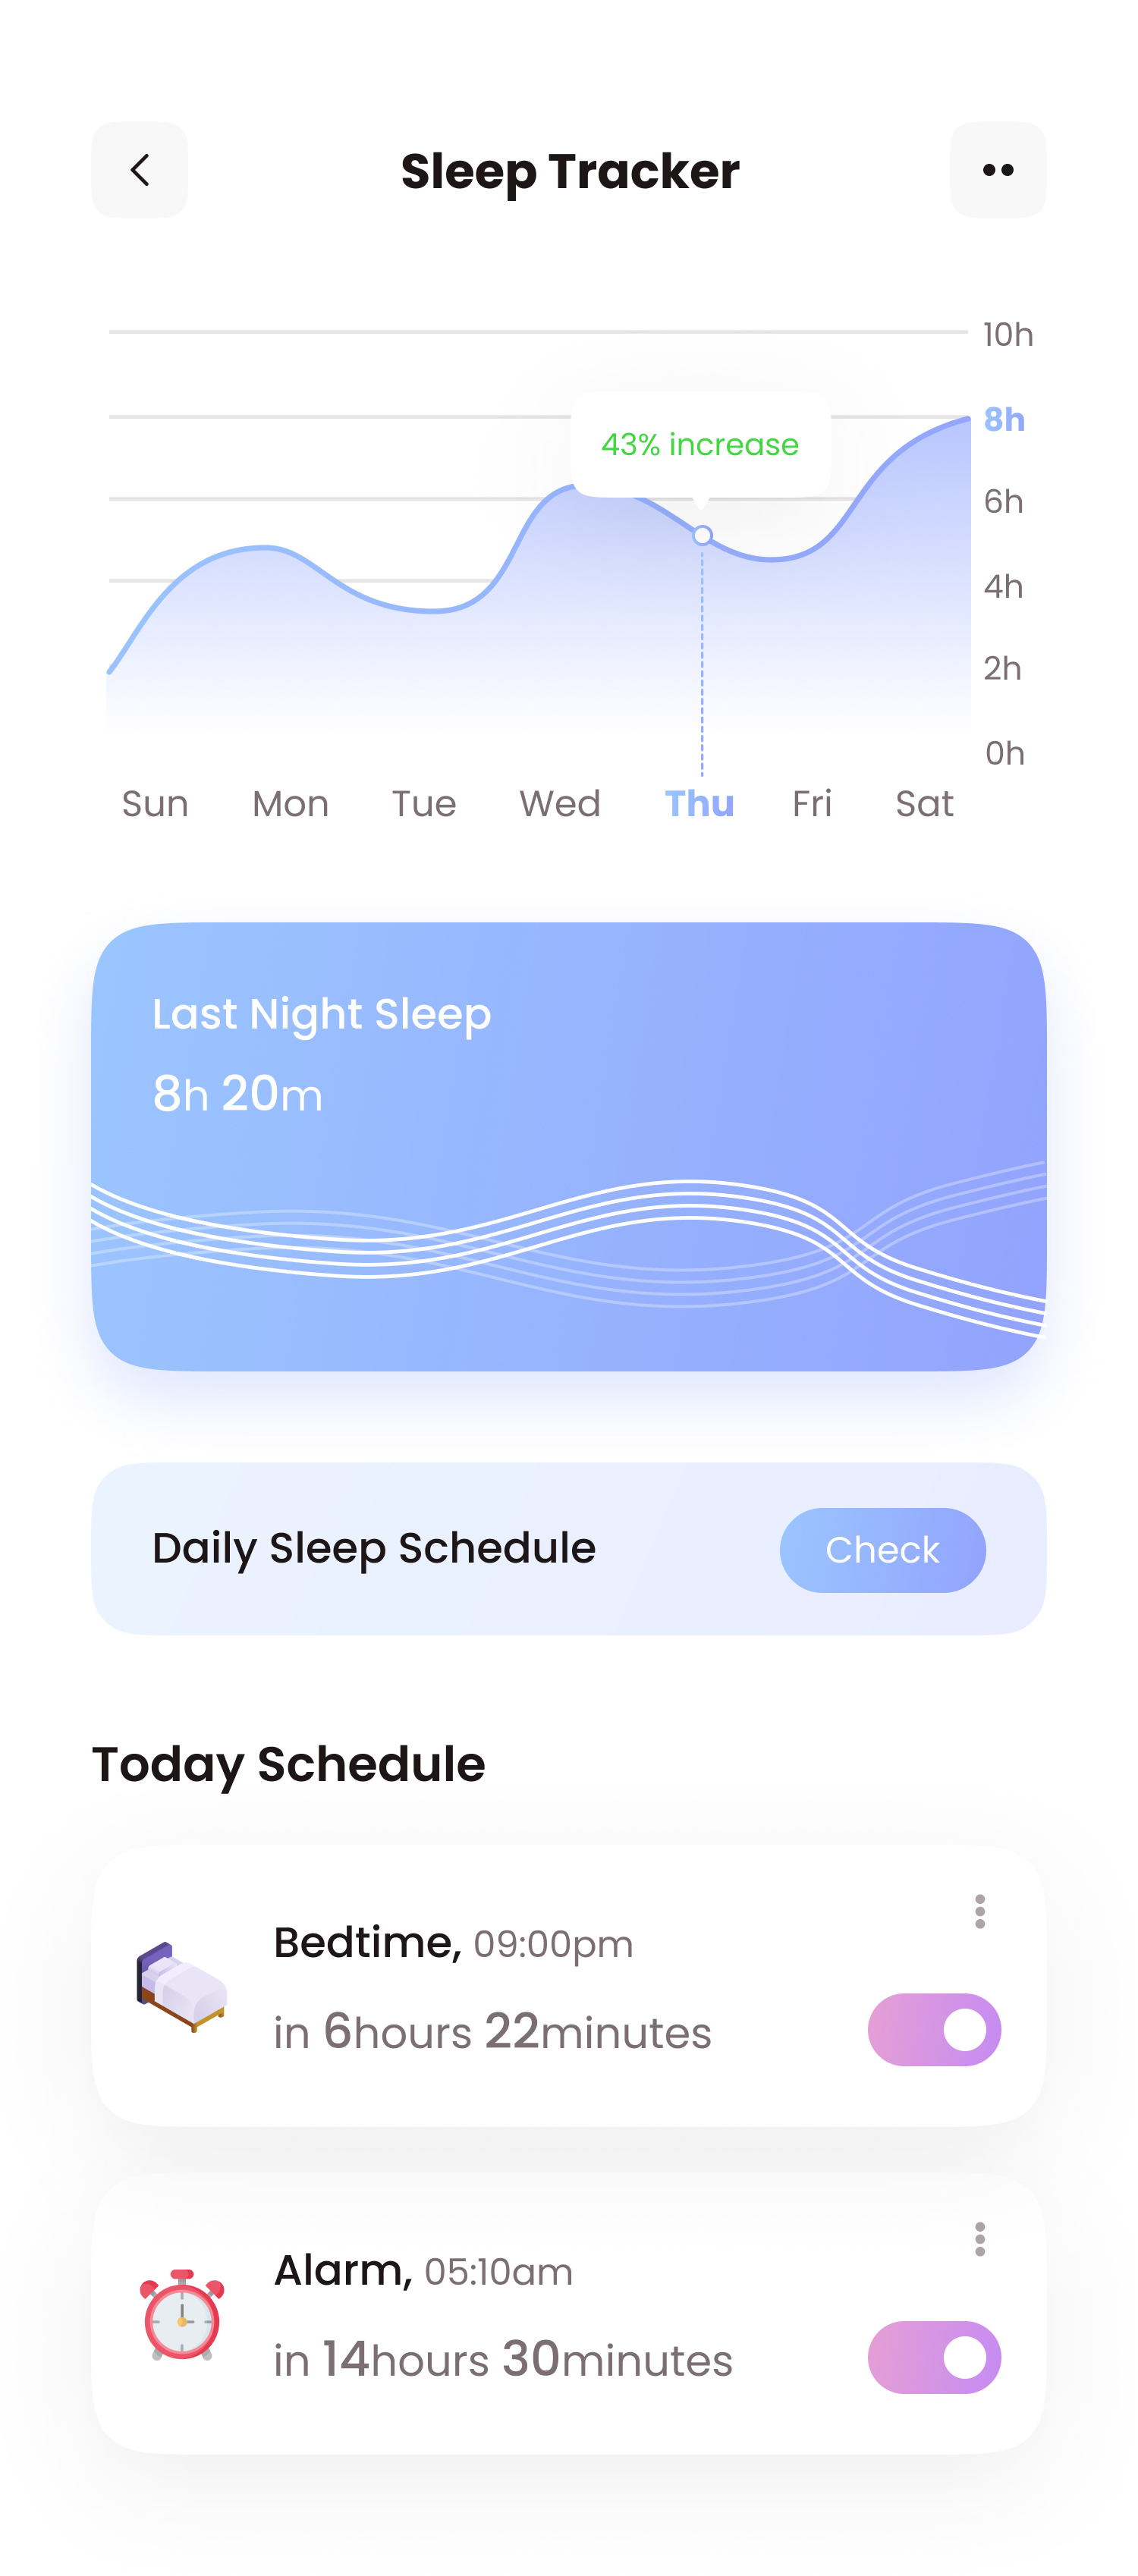 Sleep Tracker
10h
8h
43% increase
6h
4h
2h
0h
Sun Mon Tue Wed Thu Fri Sat
Last Night Sleep
8h 20m
Daily Sleep Schedule
Check
Today Schedule
Bedtime, 09:00pm
in 6hours 22minutes
Alarm, 05:10am
in 14hours 30minutes